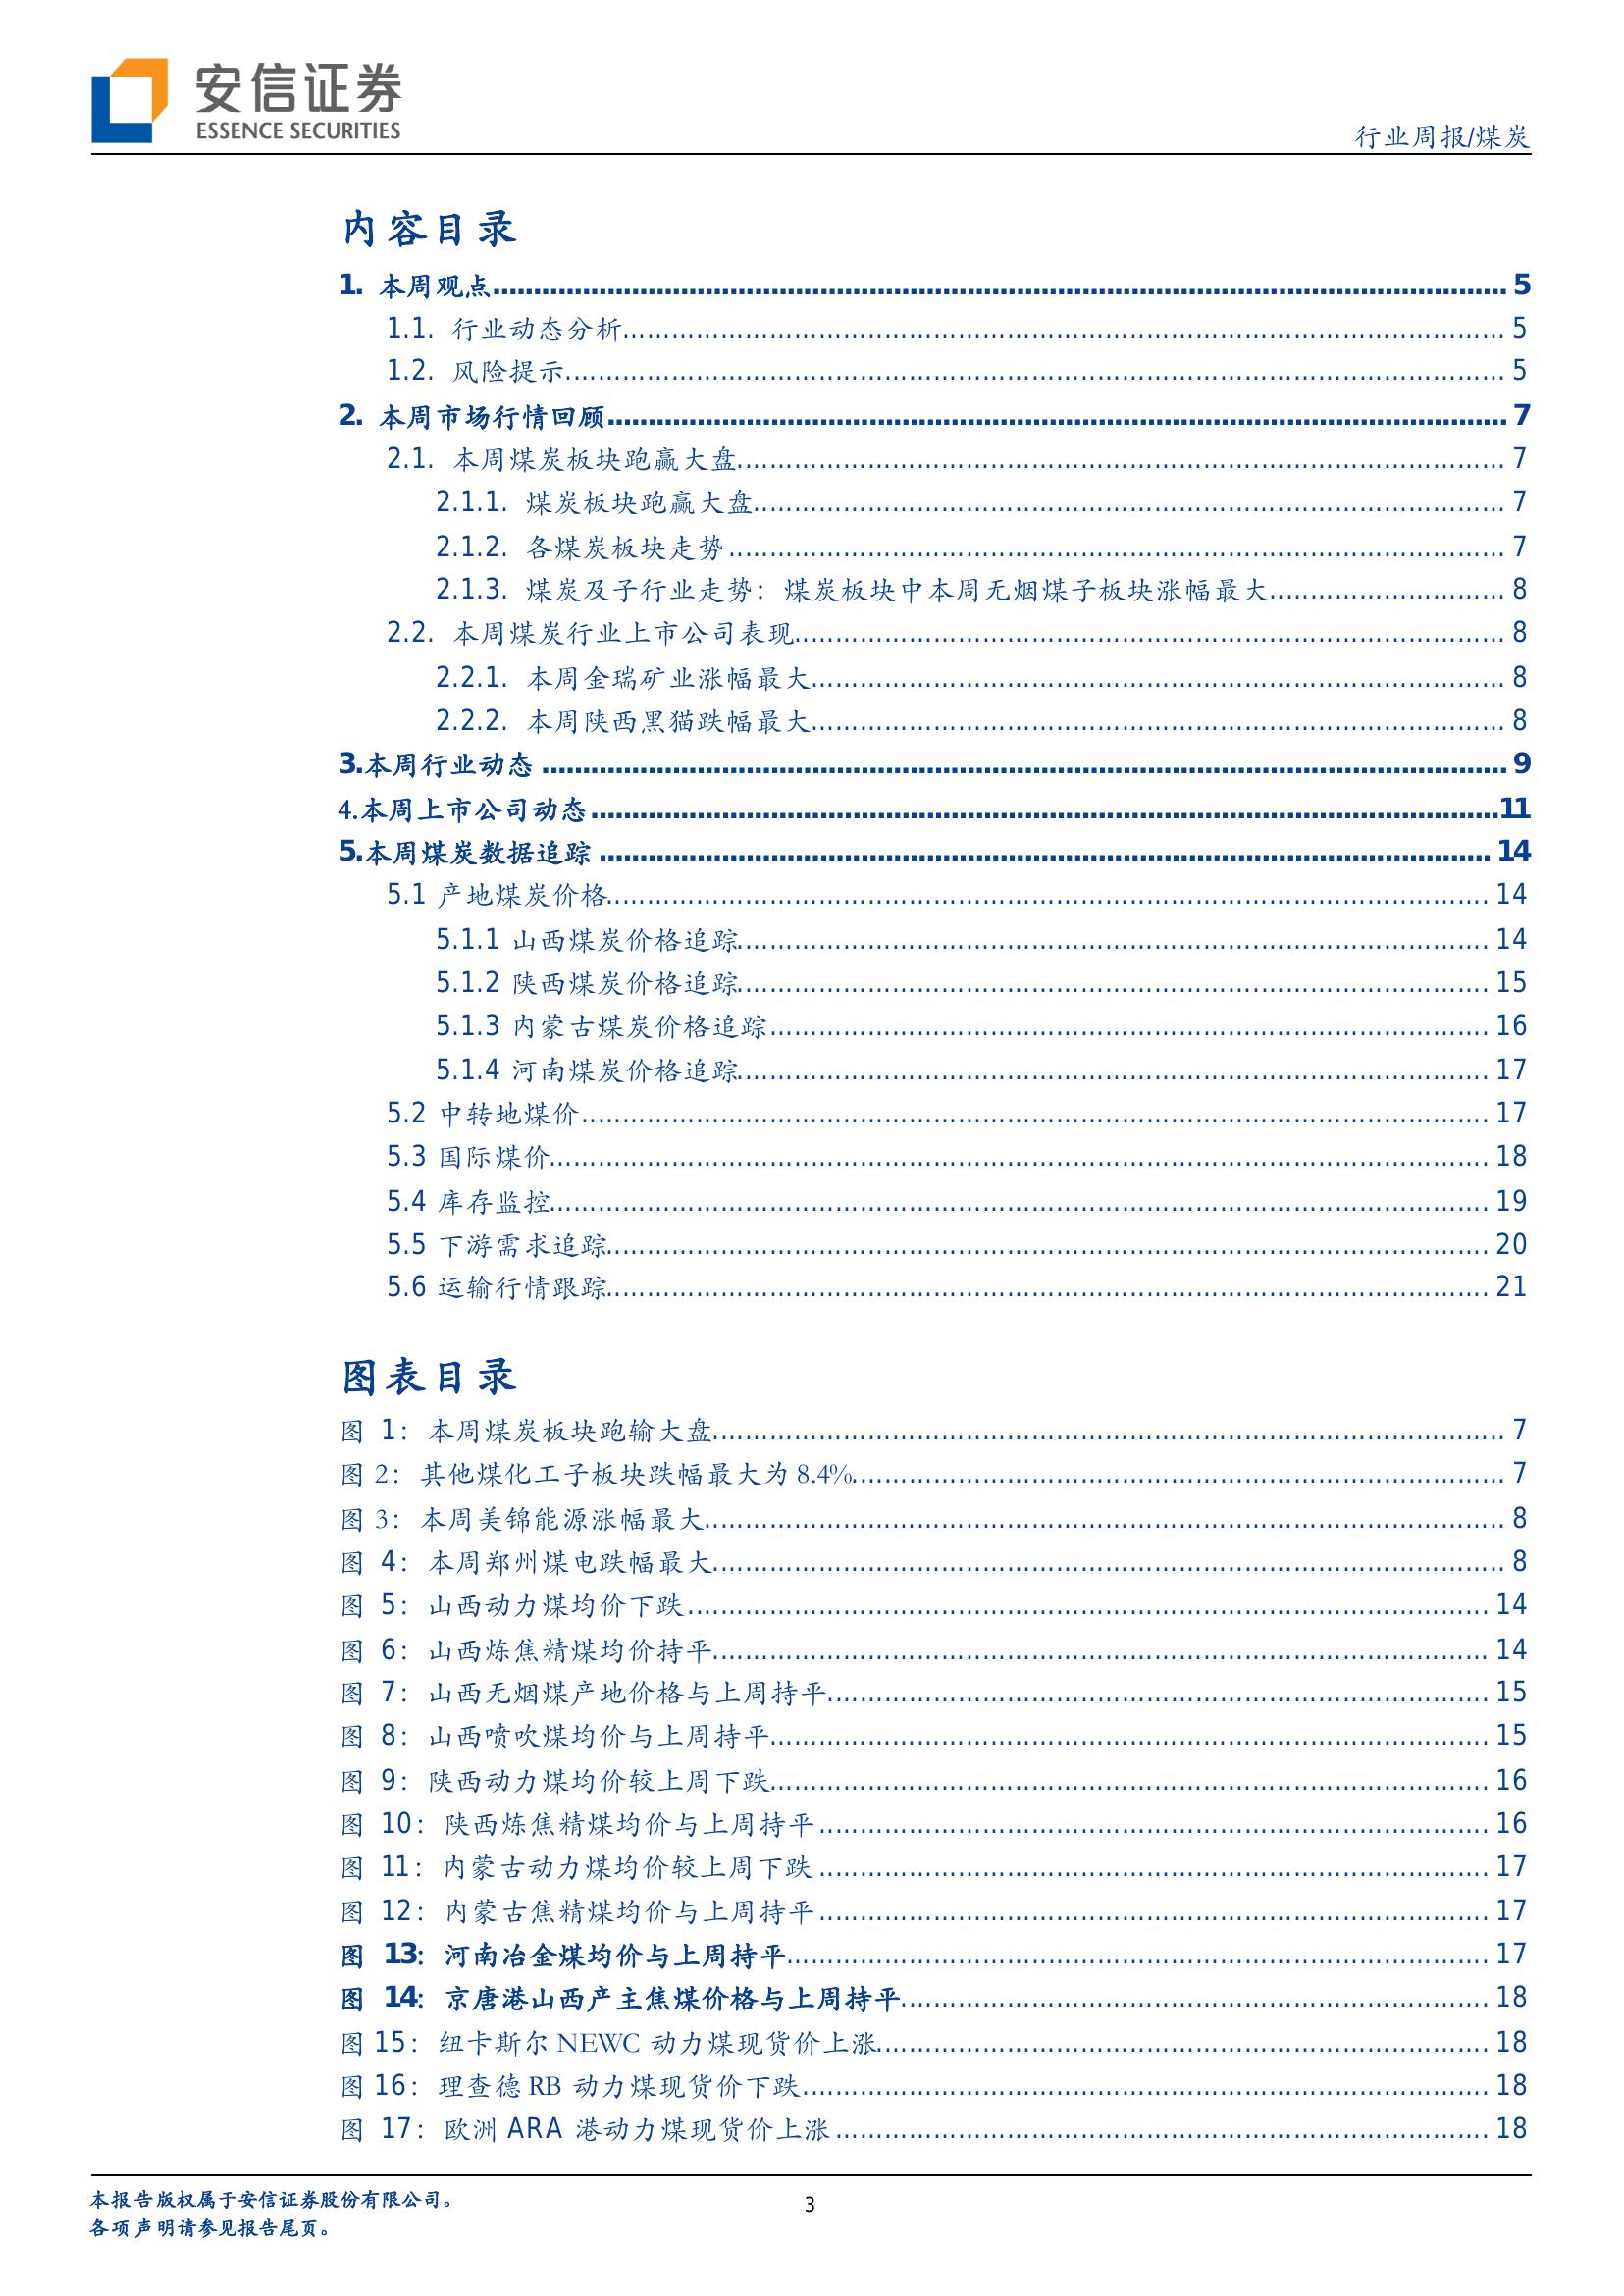 安信证券
ESSENCE SECURITIES
行业周报/煤炭
内容目录
1. 本周观点 5
1.1. 行业动态分析 5
1.2. 风险提示 5
2. 本周市场行情回顾 7
2.1. 本周煤炭板块跑赢大盘 7
2.1.1. 煤炭板块跑赢大盘 7
2.1.2. 各煤炭板块走势 7
2.1.3. 煤炭及子行业走势：煤炭板块中本周无烟煤子板块涨幅最大 8
2.2. 本周煤炭行业上市公司表现 8
2.2.1. 本周金瑞矿业涨幅最大 8
2.2.2. 本周陕西黑猫跌幅最大 8
3.本周行业动态 9
4.本周上市公司动态 11
5.本周煤炭数据追踪 14
5.1 产地煤炭价格 14
5.1.1 山西煤炭价格追踪 14
5.1.2 陕西煤炭价格追踪 15
5.1.3 内蒙古煤炭价格追踪 16
5.1.4 河南煤炭价格追踪 17
5.2 中转地煤价 17
5.3 国际煤价 18
5.4 库存监控 19
5.5 下游需求追踪 20
5.6 运输行情跟踪 21
图表目录
图 1：本周煤炭板块跑输大盘 7
图 2：其他煤化工子板块跌幅最大为 8.4% 7
图 3：本周美锦能源涨幅最大 8
图 4：本周郑州煤电跌幅最大 8
图 5：山西动力煤均价下跌 14
图 6：山西炼焦精煤均价持平 14
图 7：山西无烟煤产地价格与上周持平 15
图 8：山西喷吹煤均价与上周持平 15
图 9：陕西动力煤均价较上周下跌 16
图 10：陕西炼焦精煤均价与上周持平 16
图 11：内蒙古动力煤均价较上周下跌 17
图 12：内蒙古焦精煤均价与上周持平 17
图 13：河南冶金煤均价与上周持平 17
图 14：京唐港山西产主焦煤价格与上周持平 18
图 15：纽卡斯尔 NEWC 动力煤现货价上涨 18
图 16：理查德 RB 动力煤现货价下跌 18
图 17：欧洲 ARA 港动力煤现货价上涨 18
本报告版权属于安信证券股份有限公司。
各项声明请参见报告尾页。
3